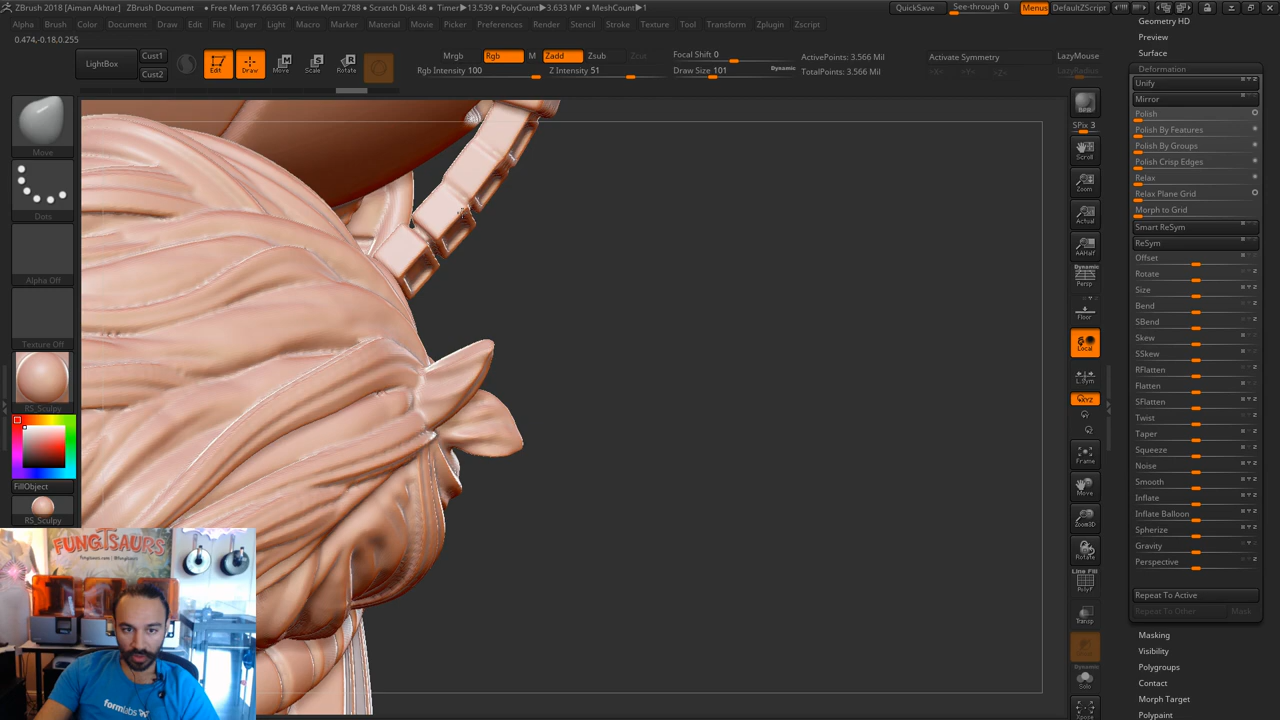 ZBrush 2018 [Aiman Akhtar]   ZBrush Document   ● Free Mem 17.663GB ● Active Mem 2788 ● Scratch Disk 48 ● Timer▶13.539 ● PolyCount▶3.633 MP ● MeshCount▶1
QuickSave See-through 0 Menus DefaultZScript
Alpha Brush Color Document Draw Edit File Layer Light Macro Marker Material Movie Picker Preferences Render Stencil Stroke Texture Tool Transform Zplugin Zscript
0.474,-0.18,0.255
LightBox
Cust1
Cust2
Edit
Draw
Move
Scale
Rotate
Mrgb Rgb M Zadd Zsub Zcut
Rgb Intensity 100 Z Intensity 51
Focal Shift 0
Draw Size 101 Dynamic
ActivePoints: 3.566 Mil
TotalPoints: 3.566 Mil
Activate Symmetry
>X< >Y< >Z<
LazyMouse
LazyRadius
Move
Dots
Alpha Off
Texture Off
RS_Sculpy
FillObject
RS_Sculpy
BPR
SPix 3
Scroll
Zoom
Actual
AAHalf
Dynamic
Persp
Floor
Local
L.Sym
XYZ
Frame
Move
Zoom3D
Rotate
Line Fill
PolyF
Transp
Dynamic
Solo
Xpose
Geometry HD
Preview
Surface
Deformation
Unify
Mirror
Polish
Polish By Features
Polish By Groups
Polish Crisp Edges
Relax
Relax Plane Grid
Morph to Grid
Smart ReSym
ReSym
Offset
Rotate
Size
Bend
SBend
Skew
SSkew
RFlatten
Flatten
SFlatten
Twist
Taper
Squeeze
Noise
Smooth
Inflate
Inflate Balloon
Spherize
Gravity
Perspective
Repeat To Active
Repeat To Other Mask
Masking
Visibility
Polygroups
Contact
Morph Target
Polypaint
FUNGISAURS
formlabs